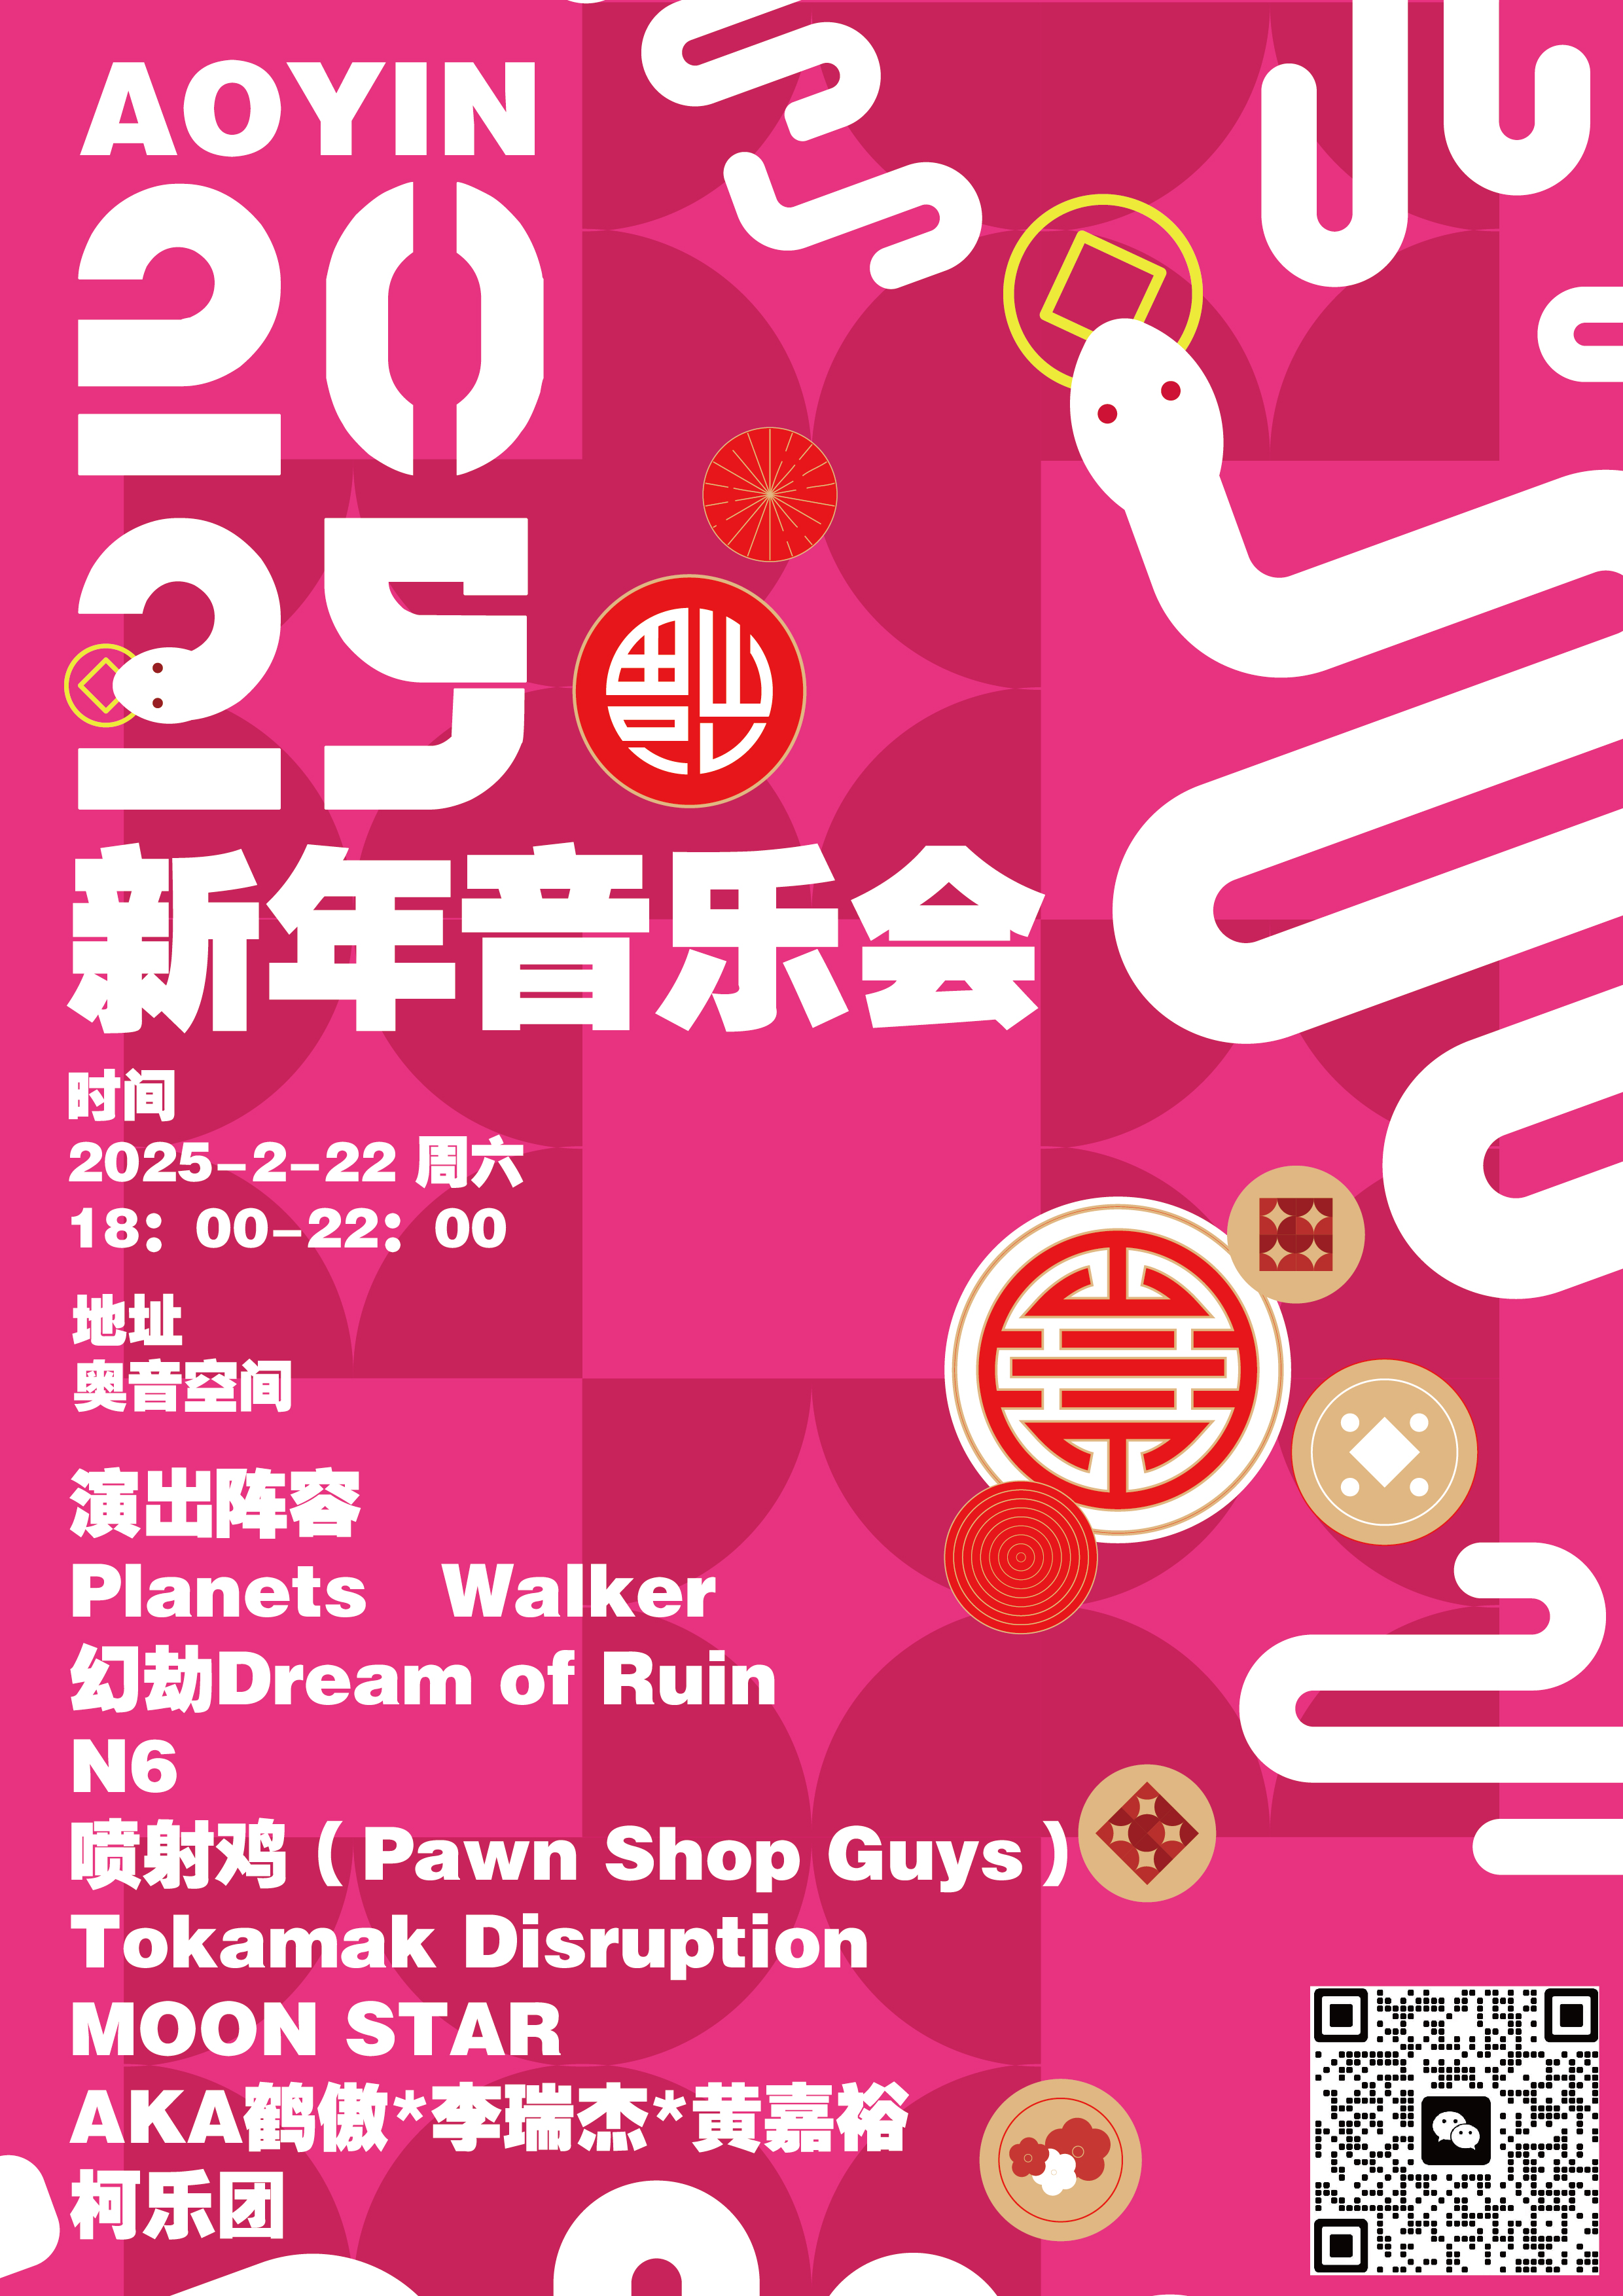 AOYIN
20
25
新年音乐会
时间
2025-2-22 周六
18：00-22：00
地址
奥音空间
演出阵容
Planets Walker
幻劫Dream of Ruin
N6
喷射鸡（Pawn Shop Guys）
Tokamak Disruption
MOON STAR
AKA鹤傲*李瑞杰*黄嘉裕
柯乐团